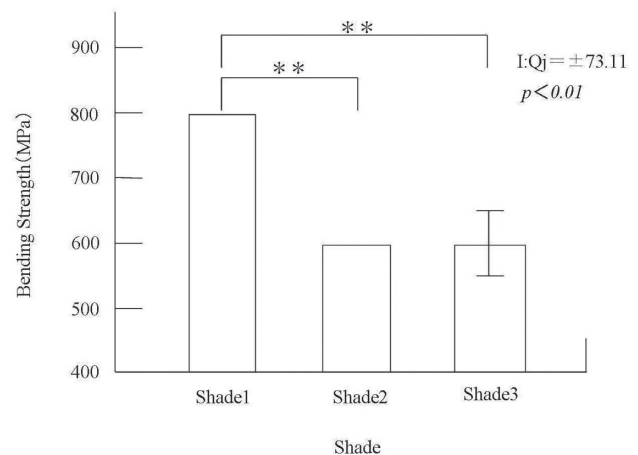 **
**
I:Qj=±73.11
p<0.01
Bending Strength(MPa)
900
800
700
600
500
400
Shade1
Shade2
Shade3
Shade